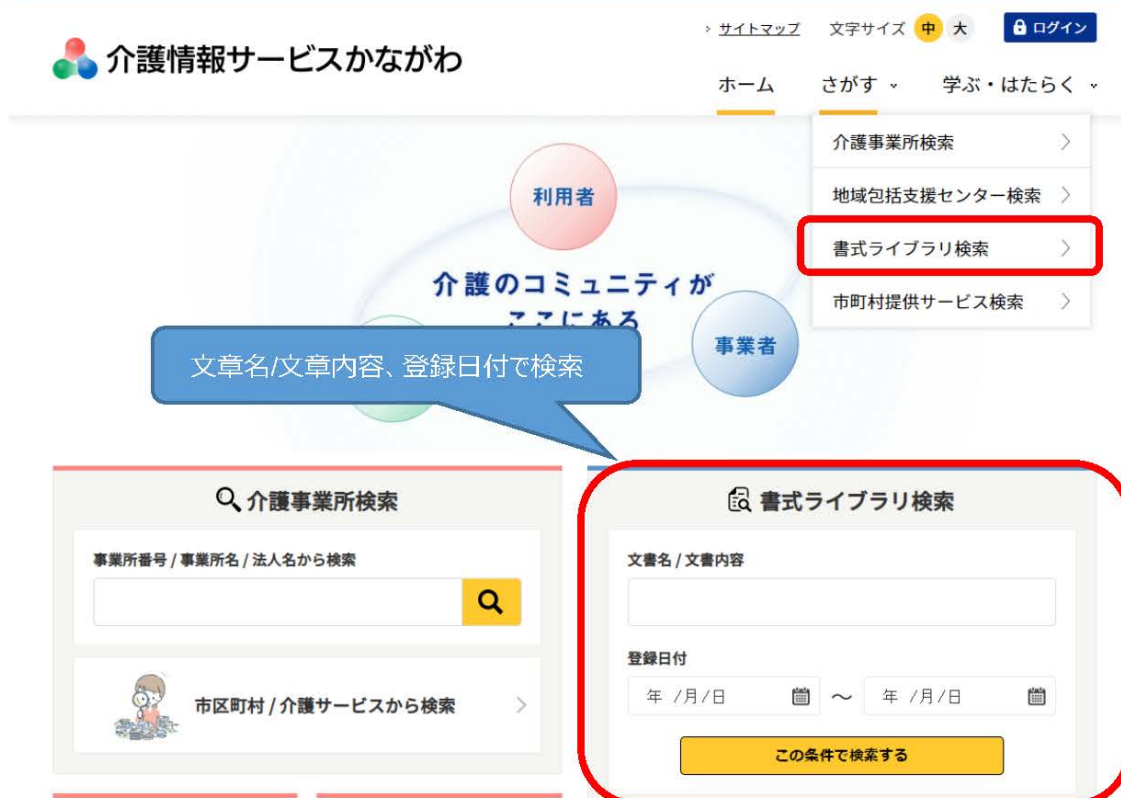 介護情報サービスかながわ
サイトマップ 文字サイズ 中 大 ログイン
ホーム さがす 学ぶ・はたらく
介護事業所検索
地域包括支援センター検索
書式ライブラリ検索
市町村提供サービス検索
利用者
介護のコミュニティが
ここにある
事業者
文章名/文章内容、登録日付で検索
介護事業所検索
事業所番号 / 事業所名 / 法人名から検索
市区町村 / 介護サービスから検索
書式ライブラリ検索
文書名 / 文書内容
登録日付
年 /月/日 ～ 年 /月/日
この条件で検索する